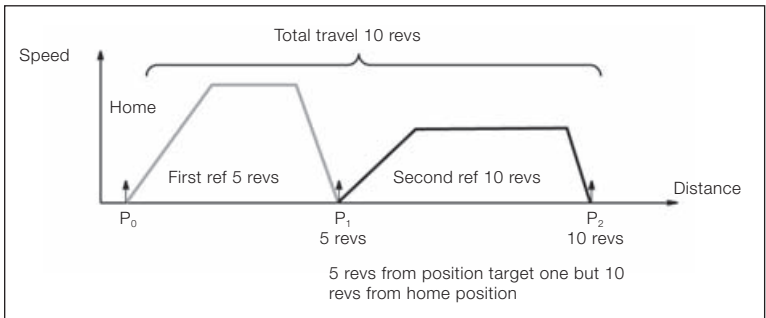 Total travel 10 revs
Speed
Home
First ref 5 revs
Second ref 10 revs
Distance
P₀
P₁
P₂
5 revs
10 revs
5 revs from position target one but 10
revs from home position